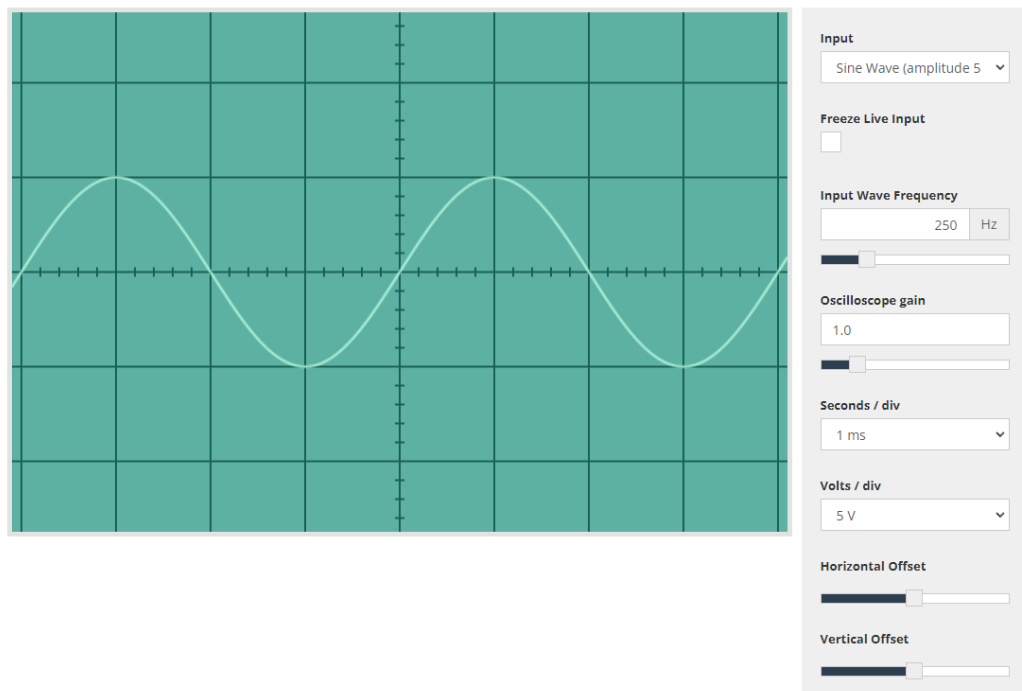 Input
Sine Wave (amplitude 5
Freeze Live Input
Input Wave Frequency
250 Hz
Oscilloscope gain
1.0
Seconds / div
1 ms
Volts / div
5 V
Horizontal Offset
Vertical Offset